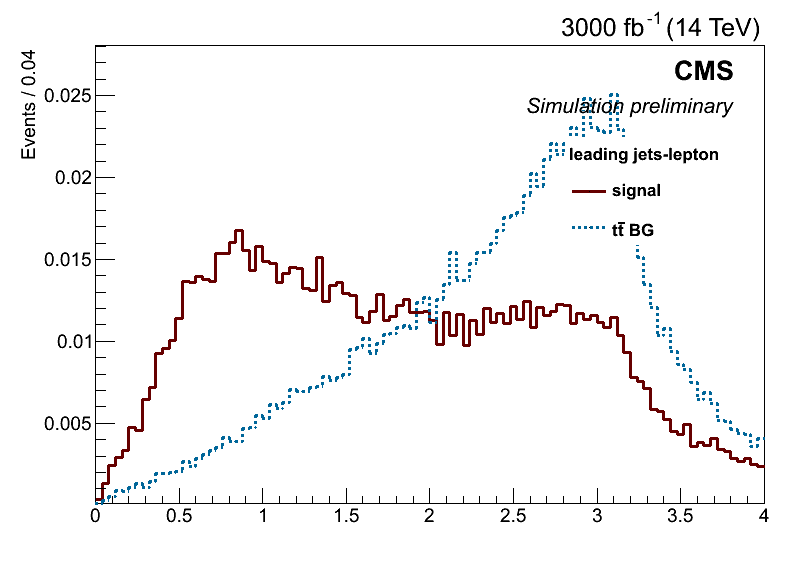 3000 fb⁻¹ (14 TeV)
Events / 0.04
CMS
Simulation preliminary
leading jets-lepton
signal
tt̄ BG
0.025
0.02
0.015
0.01
0.005
0 0.5 1 1.5 2 2.5 3 3.5 4